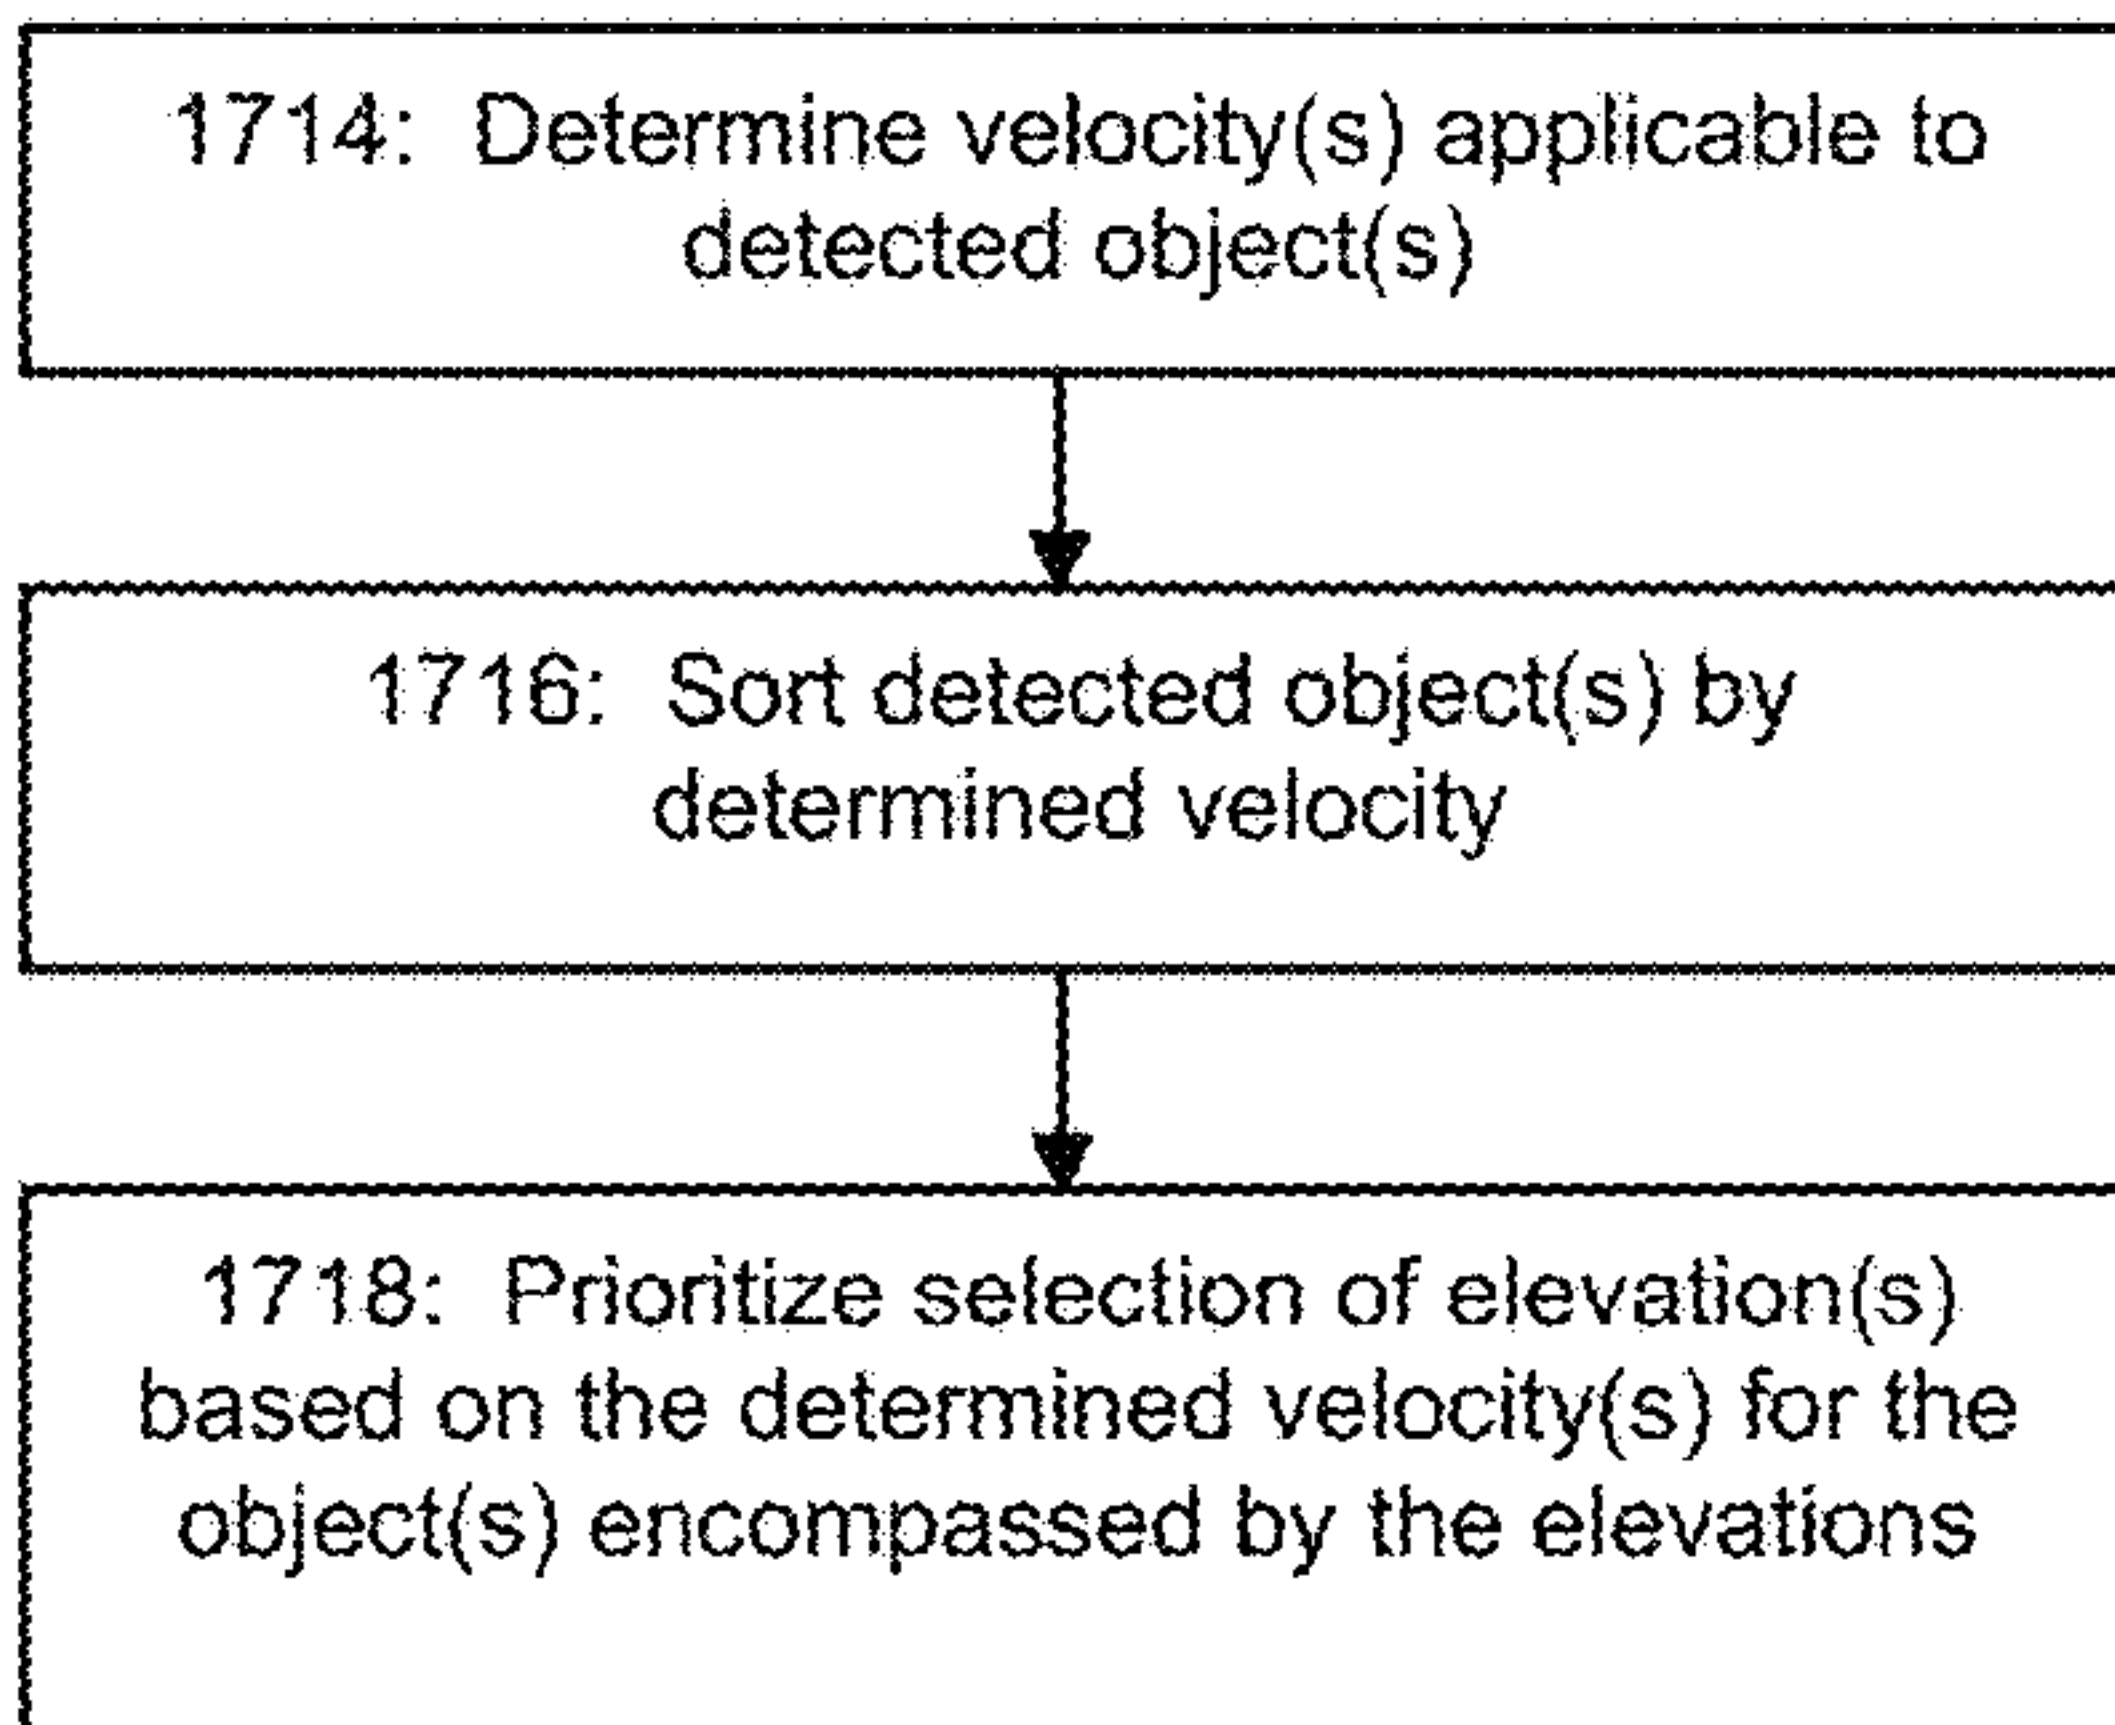 1714: Determine velocity(s) applicable to
detected object(s)
1716: Sort detected object(s) by
determined velocity
1718: Prioritize selection of elevation(s)
based on the determined velocity(s) for the
object(s) encompassed by the elevations